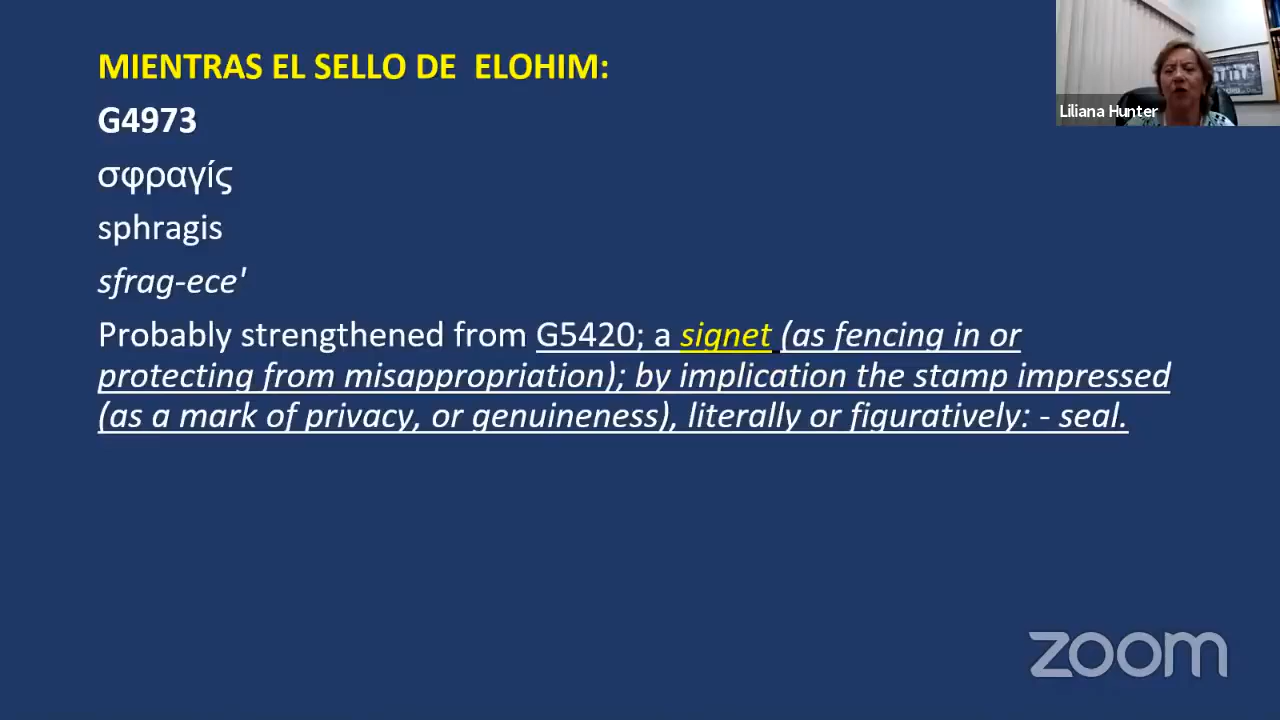 MIENTRAS EL SELLO DE ELOHIM:
G4973
σφραγίς
sphragis
sfrag-ece'
Probably strengthened from G5420; a signet (as fencing in or
protecting from misappropriation); by implication the stamp impressed
(as a mark of privacy, or genuineness), literally or figuratively: - seal.
Liliana Hunter
zoom